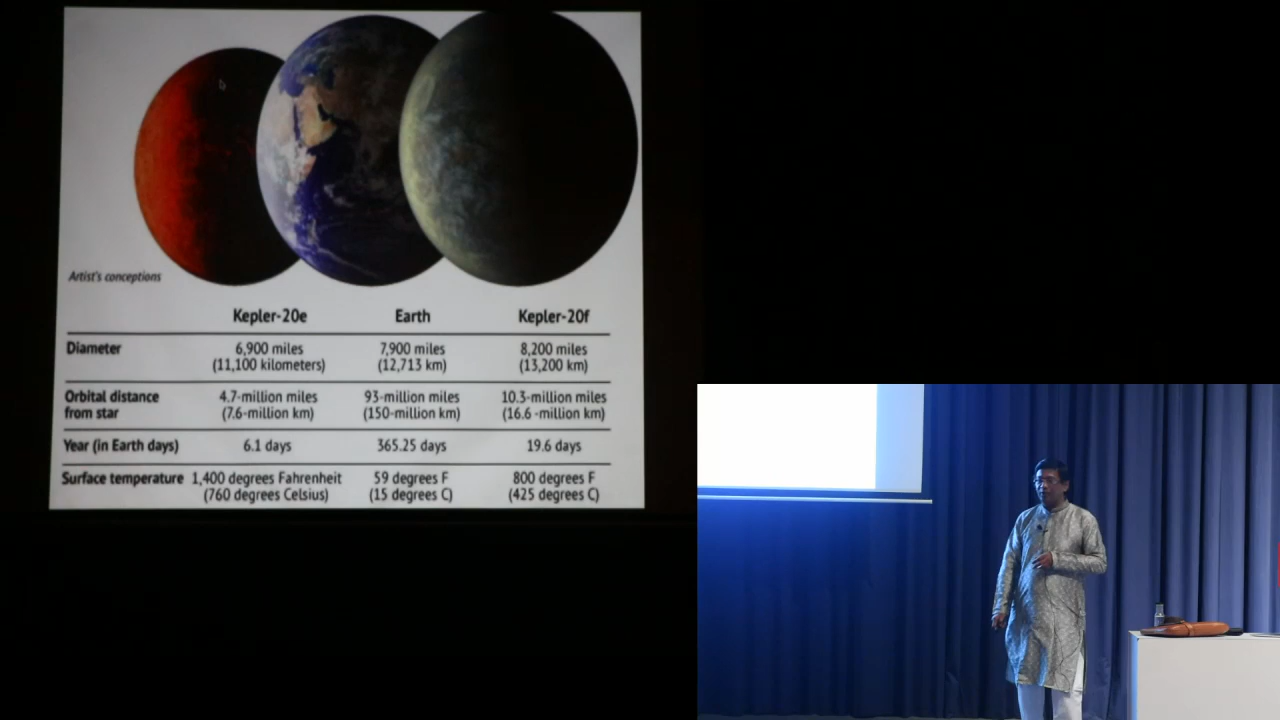 Artist's conceptions
Kepler-20e Earth Kepler-20f
Diameter 6,900 miles 7,900 miles 8,200 miles
(11,100 kilometers) (12,713 km) (13,200 km)
Orbital distance 4.7-million miles 93-million miles 10.3-million miles
from star (7.6-million km) (150-million km) (16.6 -million km)
Year (in Earth days) 6.1 days 365.25 days 19.6 days
Surface temperature 1,400 degrees Fahrenheit 59 degrees F 800 degrees F
(760 degrees Celsius) (15 degrees C) (425 degrees C)